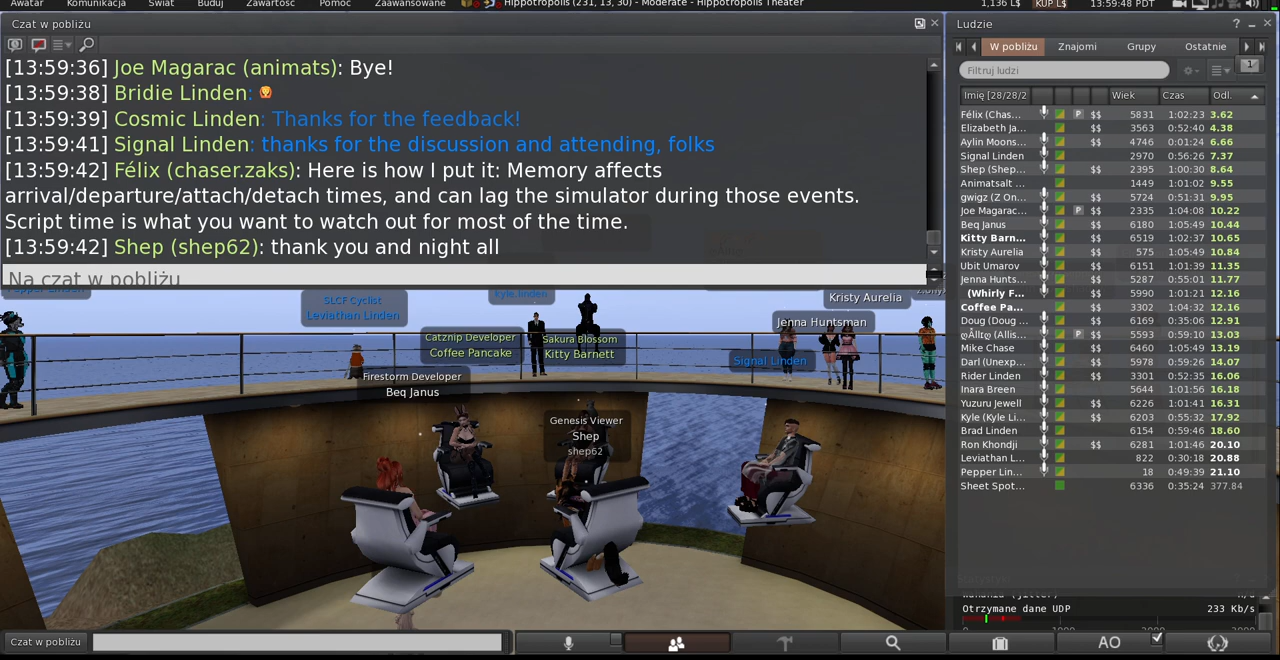 Awatar Komunikacja Świat Buduj Zawartość Pomoc Zaawansowane Hippotropolis (231, 13, 30) - Moderate - Hippotropolis Theater 1,136 L$ KUP L$ 13:59:48 PDT
Czat w pobliżu
[13:59:36] Joe Magarac (animats): Bye!
[13:59:38] Bridie Linden:
[13:59:39] Cosmic Linden: Thanks for the feedback!
[13:59:41] Signal Linden: thanks for the discussion and attending, folks
[13:59:42] Félix (chaser.zaks): Here is how I put it: Memory affects
arrival/departure/attach/detach times, and can lag the simulator during those events.
Script time is what you want to watch out for most of the time.
[13:59:42] Shep (shep62): thank you and night all
Na czat w pobliżu
Pepper Linden
SLCF Cyclist
Leviathan Linden
kyle.linden
Kristy Aurelia
Jenna Huntsman
Catznip Developer
Coffee Pancake
Sakura Blossom
Kitty Barnett
Signal Linden
Firestorm Developer
Beq Janus
Genesis Viewer
Shep
shep62
Ludzie
W pobliżu Znajomi Grupy Ostatnie
Filtruj ludzi
1
Imię [28/28/2 Wiek Czas Odl.
Félix (Chas... P $$ 5831 1:02:23 3.62
Elizabeth Ja... $$ 3563 0:52:40 4.38
Aylin Moons... $$ 4746 0:01:24 6.66
Signal Linden 2970 0:56:26 7.37
Shep (Shep... $$ 2395 1:00:30 8.64
Animatsalt ... 1449 1:01:02 9.55
gwigz (Z On... $$ 5724 0:51:31 9.95
Joe Magarac... P $$ 2335 1:04:08 10.22
Beq Janus $$ 6180 1:05:49 10.44
Kitty Barn... $$ 6519 1:02:37 10.65
Kristy Aurelia $$ 575 1:05:45 10.84
Ubit Umarov $$ 6151 1:01:39 11.35
Jenna Hunts... $$ 5287 0:55:01 11.77
(Whirly F... $$ 5990 1:01:21 12.16
Coffee Pa... $$ 3302 1:04:32 12.16
Doug (Doug ... $$ 6169 0:35:06 12.91
(Allis... P $$ 5593 0:59:10 13.03
Mike Chase $$ 6460 1:05:49 13.19
Darl (Unexp... $$ 5978 0:59:26 14.07
Rider Linden $$ 3301 0:52:35 16.06
Inara Breen 5644 1:01:56 16.18
Yuzuru Jewell $$ 6226 1:01:41 16.31
Kyle (Kyle Li... $$ 6203 0:55:32 17.92
Brad Linden 6154 0:59:46 18.60
Ron Khondji $$ 6281 1:01:46 20.10
Leviathan L... 822 0:30:18 20.88
Pepper Lin... 18 0:49:39 21.10
Sheet Spot... 6336 0:35:24 377.84
Otrzymane dane UDP 233 Kb/s
Czat w pobliżu
AO